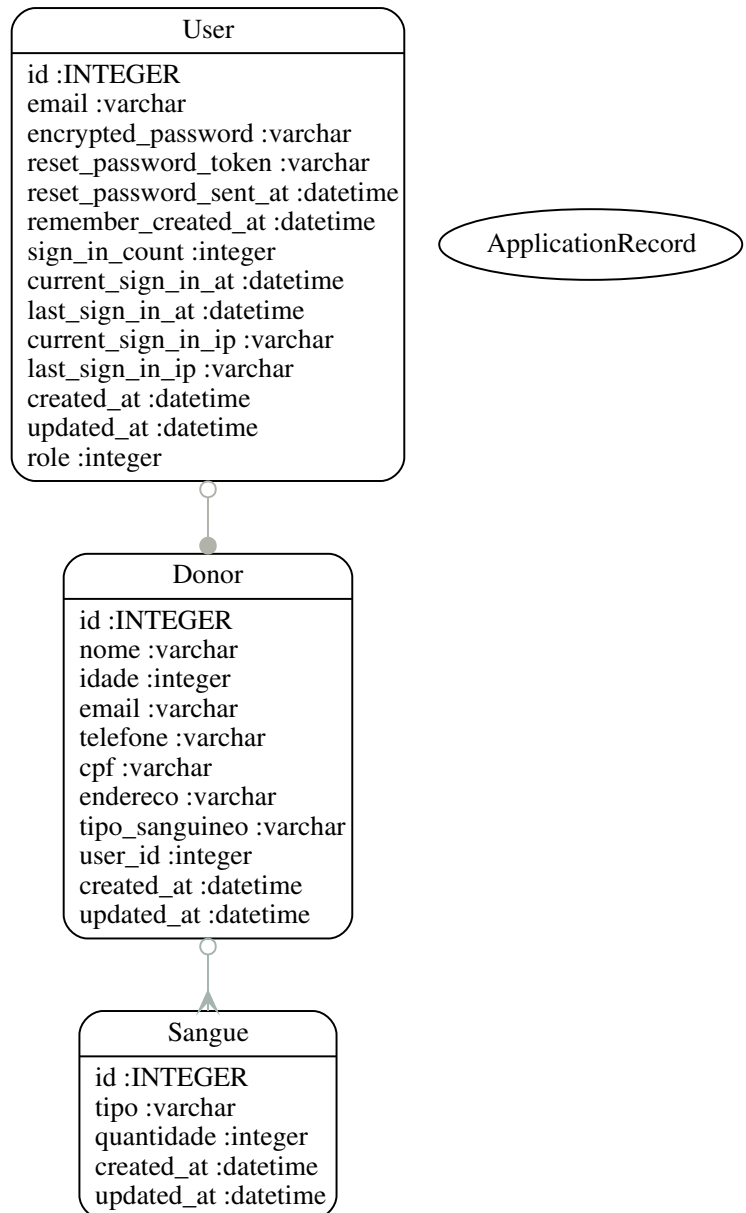 User
id :INTEGER
email :varchar
encrypted_password :varchar
reset_password_token :varchar
reset_password_sent_at :datetime
remember_created_at :datetime
sign_in_count :integer
current_sign_in_at :datetime
last_sign_in_at :datetime
current_sign_in_ip :varchar
last_sign_in_ip :varchar
created_at :datetime
updated_at :datetime
role :integer
ApplicationRecord
Donor
id :INTEGER
nome :varchar
idade :integer
email :varchar
telefone :varchar
cpf :varchar
endereco :varchar
tipo_sanguineo :varchar
user_id :integer
created_at :datetime
updated_at :datetime
Sangue
id :INTEGER
tipo :varchar
quantidade :integer
created_at :datetime
updated_at :datetime